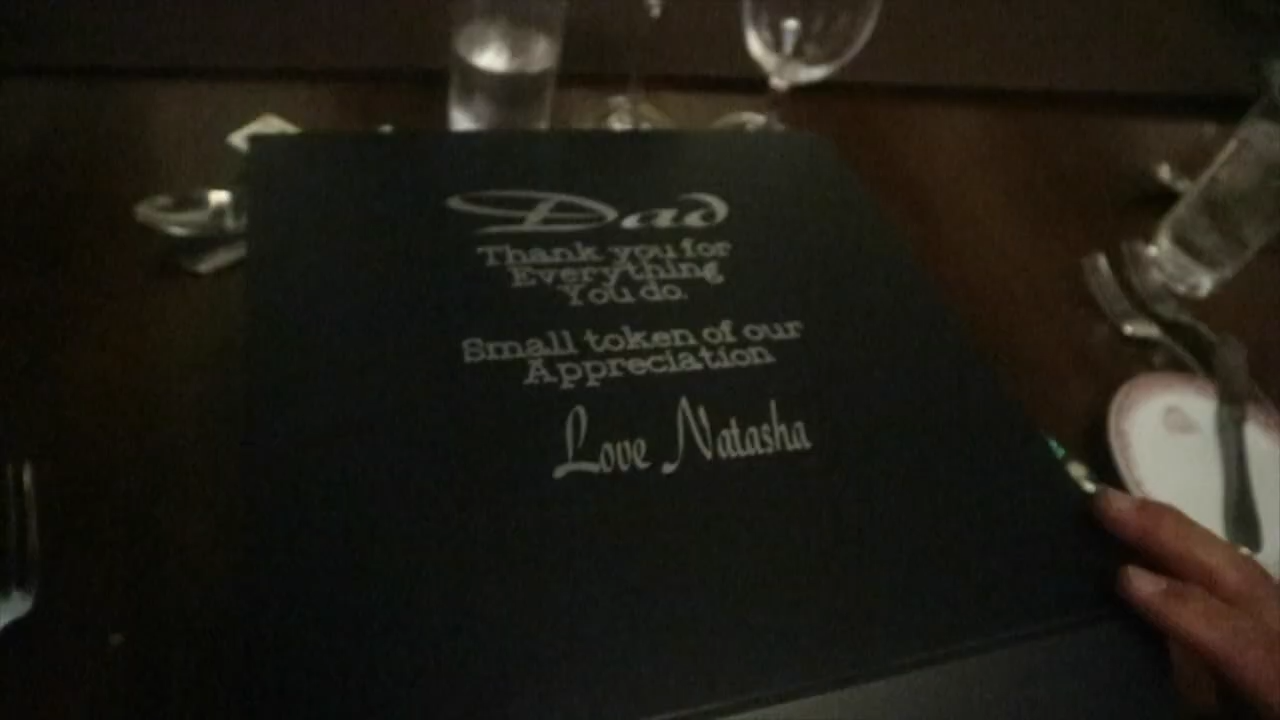 Dad
Thank you for
Everything
You do.
Small token of our
Appreciation
Love Natasha